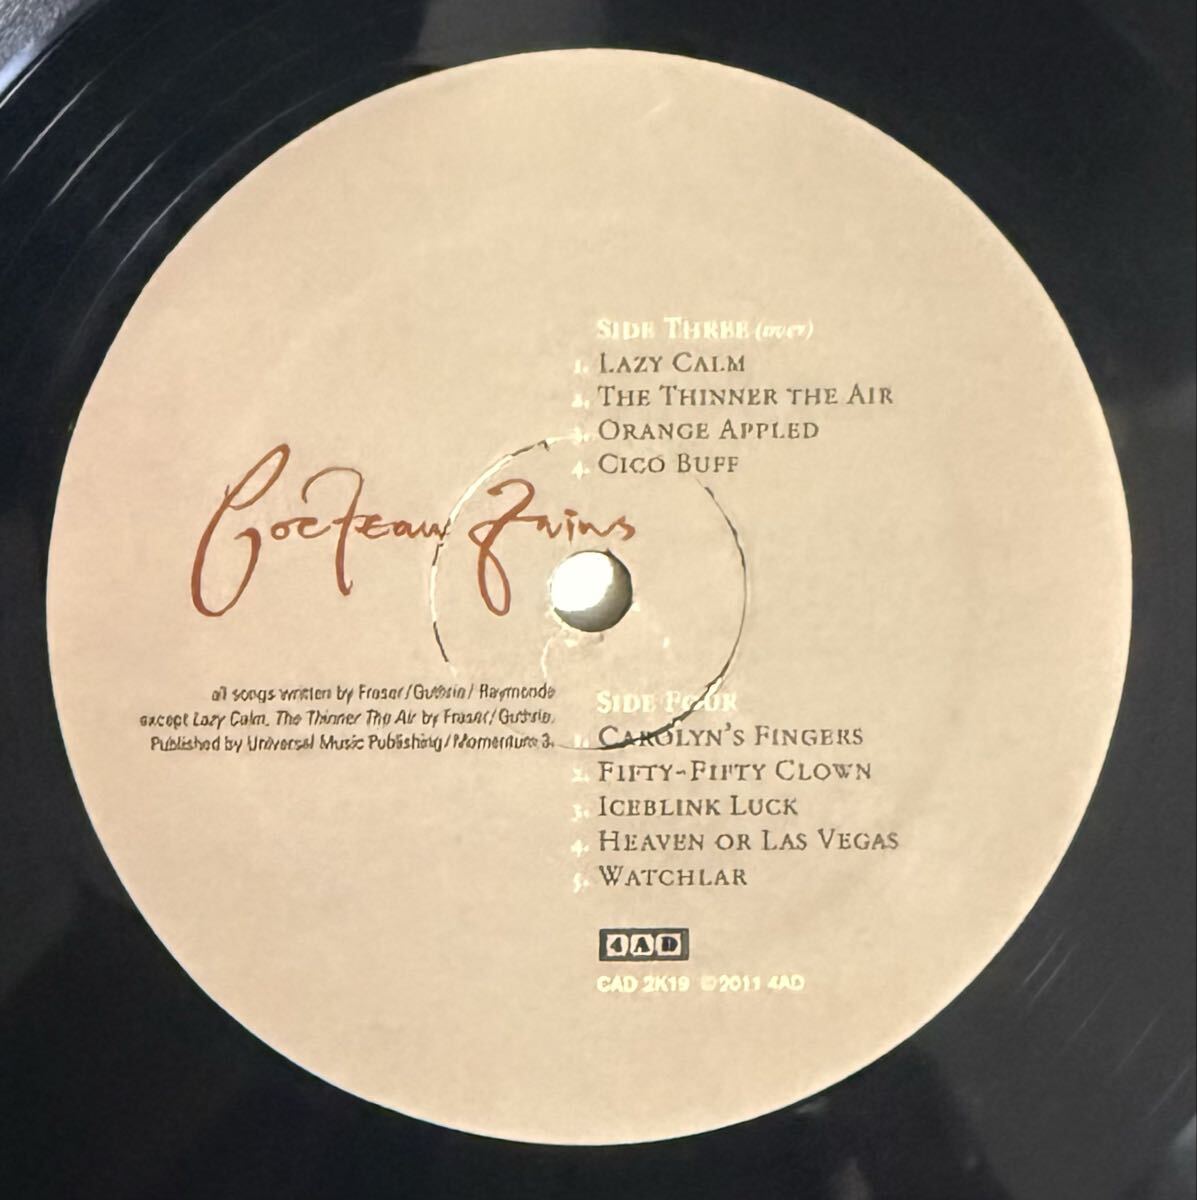 Cocteau Twins
all songs written by Fraser/Guthrie/Raymonde
except Lazy Calm, The Thinner The Air by Fraser/Guthrie.
Published by Universal Music Publishing/Momentum 3.
SIDE THREE (over)
1. LAZY CALM
2. THE THINNER THE AIR
3. ORANGE APPLED
4. CICO BUFF
SIDE FOUR
1. CAROLYN'S FINGERS
2. FIFTY-FIFTY CLOWN
3. ICEBLINK LUCK
4. HEAVEN OR LAS VEGAS
5. WATCHLAR
4AD
CAD 2K19 ©2011 4AD